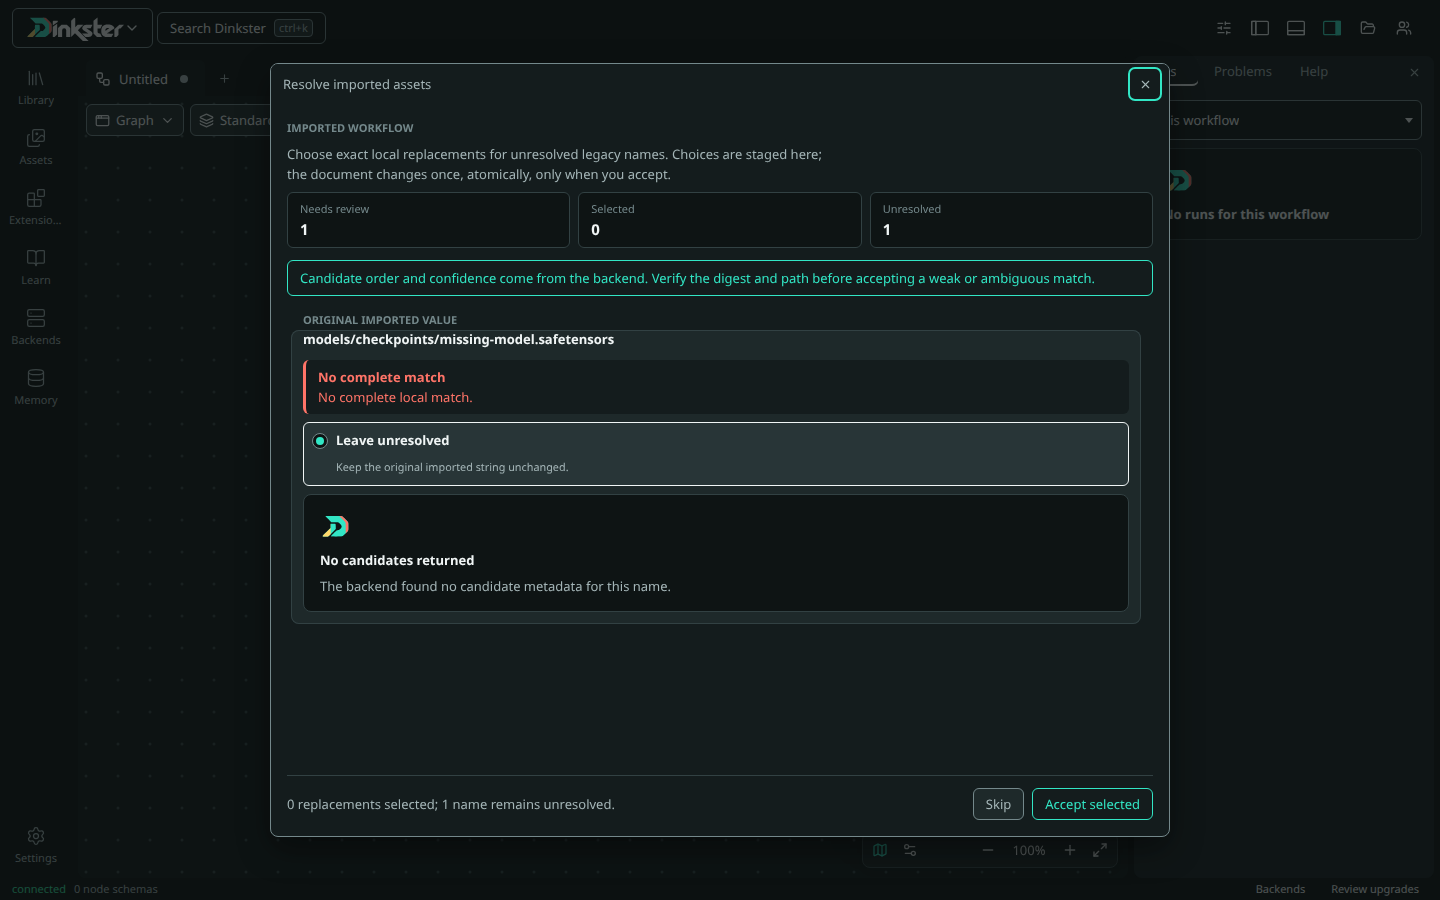 Dinkster
Search Dinkster ctrl+k
Library
Assets
Extensio...
Learn
Backends
Memory
Settings
Untitled
Graph
Standar
Resolve imported assets
IMPORTED WORKFLOW
Choose exact local replacements for unresolved legacy names. Choices are staged here;
the document changes once, atomically, only when you accept.
Needs review
1
Selected
0
Unresolved
1
Candidate order and confidence come from the backend. Verify the digest and path before accepting a weak or ambiguous match.
ORIGINAL IMPORTED VALUE
models/checkpoints/missing-model.safetensors
No complete match
No complete local match.
Leave unresolved
Keep the original imported string unchanged.
No candidates returned
The backend found no candidate metadata for this name.
0 replacements selected; 1 name remains unresolved.
Skip
Accept selected
s
Problems
Help
is workflow
No runs for this workflow
100%
connected
0 node schemas
Backends
Review upgrades